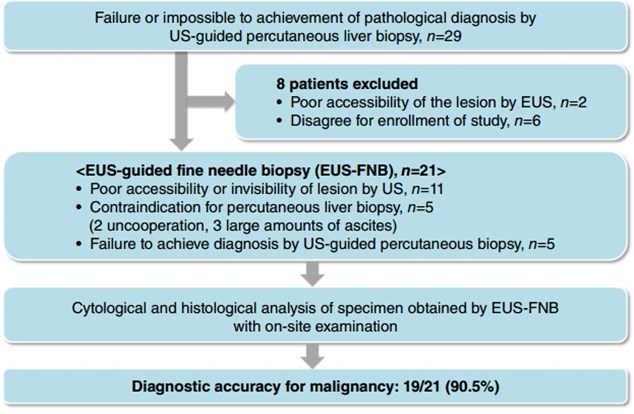 Failure or impossible to achievement of pathological diagnosis by
US-guided percutaneous liver biopsy, n=29
8 patients excluded
• Poor accessibility of the lesion by EUS, n=2
• Disagree for enrollment of study, n=6
<EUS-guided fine needle biopsy (EUS-FNB), n=21>
• Poor accessibility or invisibility of lesion by US, n=11
• Contraindication for percutaneous liver biopsy, n=5
(2 uncooperation, 3 large amounts of ascites)
• Failure to achieve diagnosis by US-guided percutaneous biopsy, n=5
Cytological and histological analysis of specimen obtained by EUS-FNB
with on-site examination
Diagnostic accuracy for malignancy: 19/21 (90.5%)